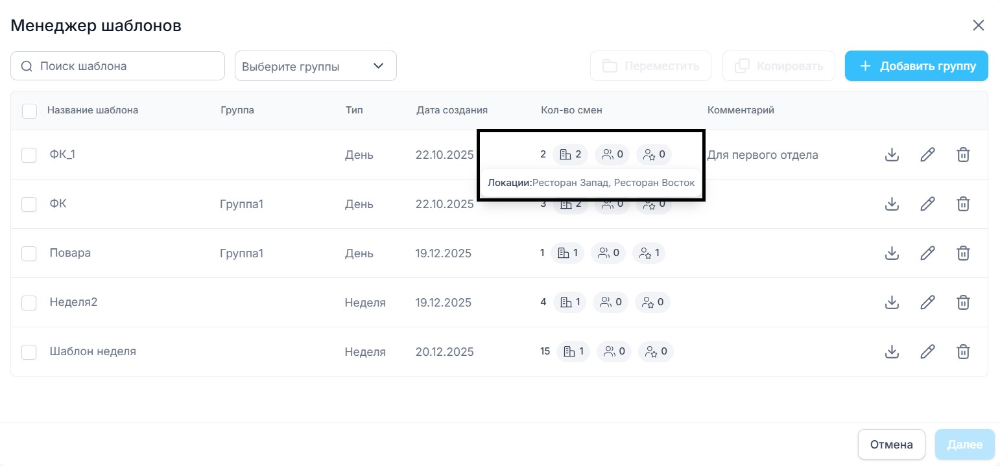 Менеджер шаблонов
Поиск шаблона Выберите группы Переместить Копировать Добавить группу
Название шаблона Группа Тип Дата создания Кол-во смен Комментарий
ФК_1 День 22.10.2025 2 2 0 0 Для первого отдела
Локации:Ресторан Запад, Ресторан Восток
ФК Группа1 День 22.10.2025 3 2 0 0
Повара Группа1 День 19.12.2025 1 1 0 1
Неделя2 Неделя 19.12.2025 4 1 0 0
Шаблон неделя Неделя 20.12.2025 15 1 0 0
Отмена Далее